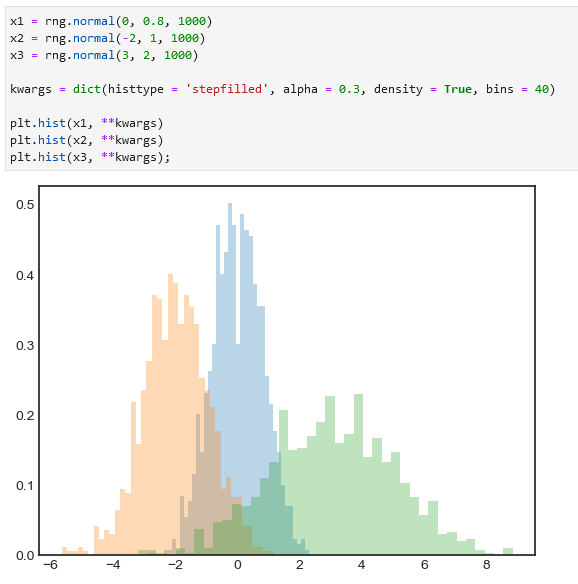 x1 = rng.normal(0, 0.8, 1000)
x2 = rng.normal(-2, 1, 1000)
x3 = rng.normal(3, 2, 1000)
kwargs = dict(histtype = 'stepfilled', alpha = 0.3, density = True, bins = 40)
plt.hist(x1, **kwargs)
plt.hist(x2, **kwargs)
plt.hist(x3, **kwargs);
0.5
0.4
0.3
0.2
0.1
0.0
−6 −4 −2 0 2 4 6 8